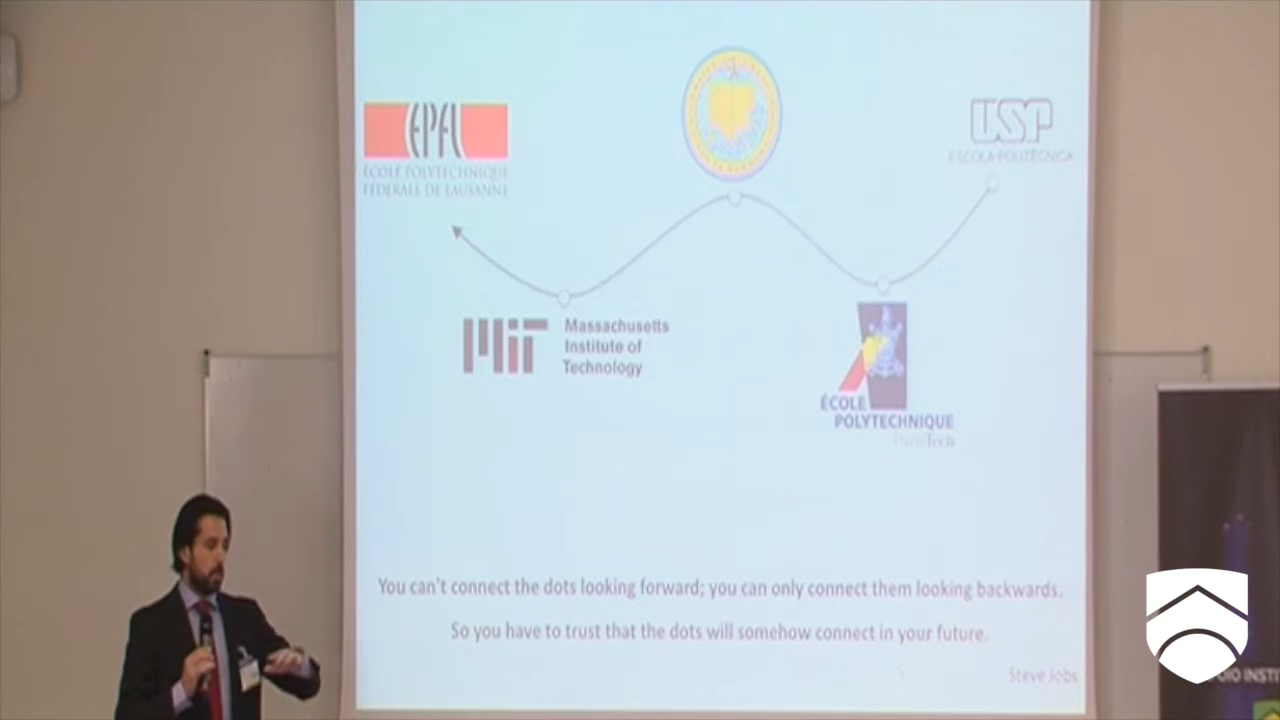 EPFL
ÉCOLE POLYTECHNIQUE
FÉDÉRALE DE LAUSANNE
USP
ESCOLA POLITÉCNICA
Massachusetts
Institute of
Technology
ÉCOLE
POLYTECHNIQUE
ParisTech
You can't connect the dots looking forward; you can only connect them looking backwards.
So you have to trust that the dots will somehow connect in your future.
Steve Jobs